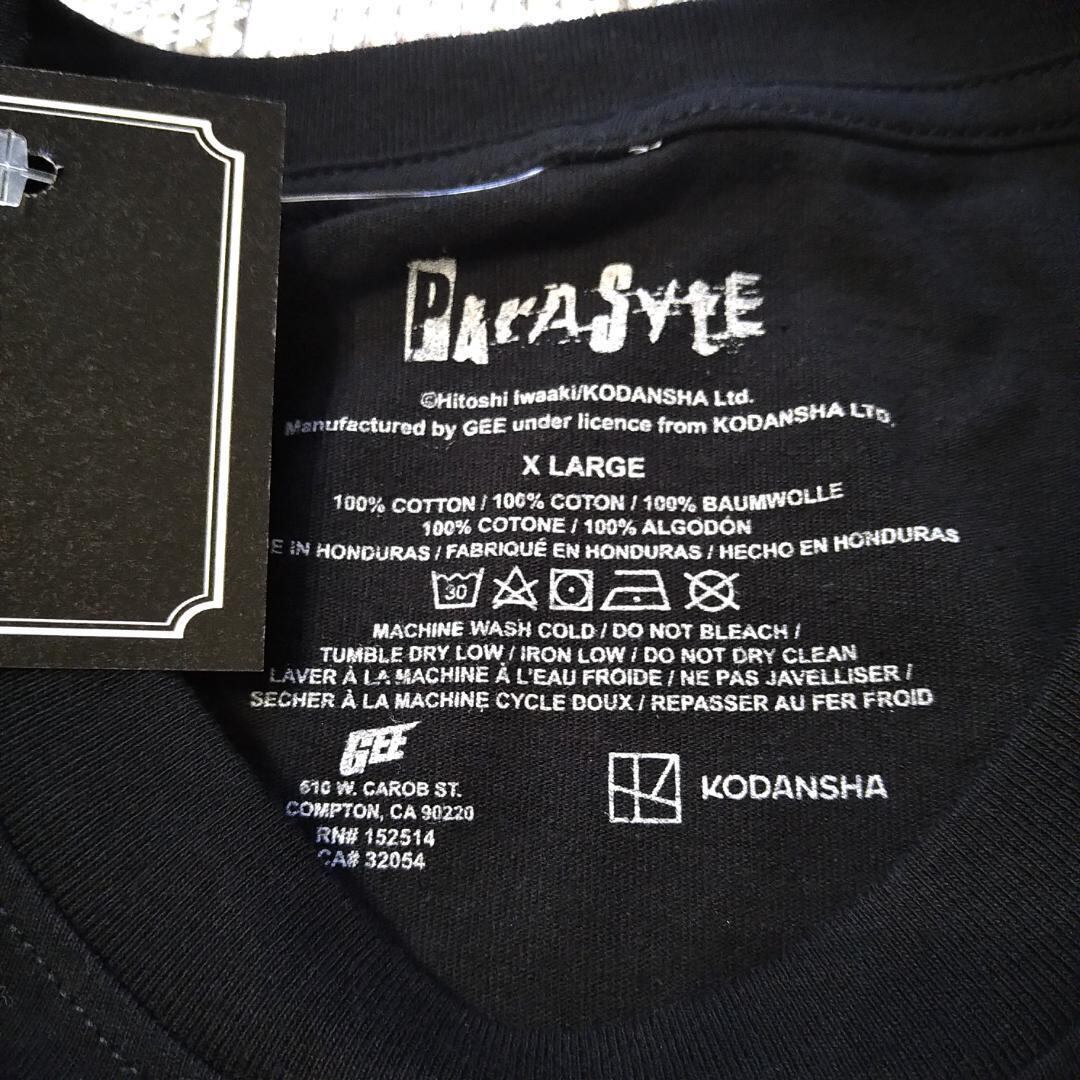 PARASYTE
©Hitoshi Iwaaki/KODANSHA Ltd.
Manufactured by GEE under licence from KODANSHA LTD.
X LARGE
100% COTTON / 100% COTON / 100% BAUMWOLLE
100% COTONE / 100% ALGODÓN
E IN HONDURAS / FABRIQUÉ EN HONDURAS / HECHO EN HONDURAS
30
MACHINE WASH COLD / DO NOT BLEACH /
TUMBLE DRY LOW / IRON LOW / DO NOT DRY CLEAN
LAVER À LA MACHINE À L'EAU FROIDE / NE PAS JAVELLISER /
SECHER À LA MACHINE CYCLE DOUX / REPASSER AU FER FROID
GEE
610 W. CAROB ST.
COMPTON, CA 90220
RN# 152514
CA# 32054
KODANSHA